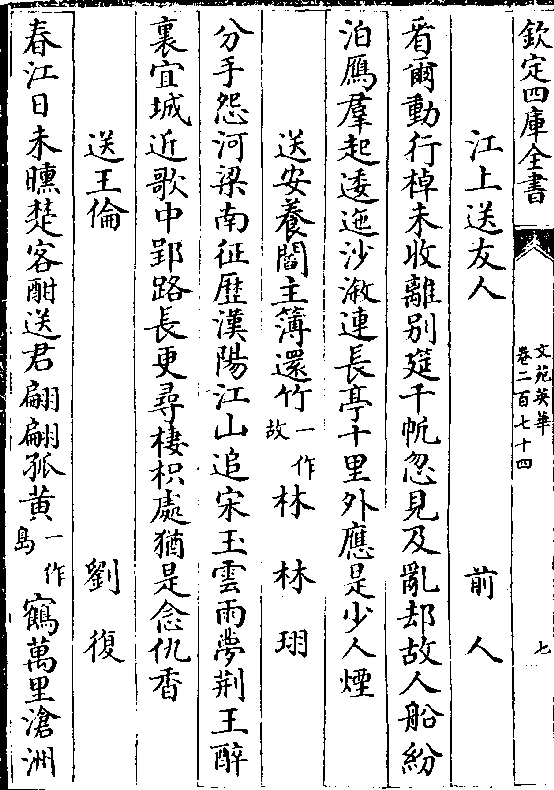 欽定四庫全書
文苑英華
卷二百七十四
七
江上送友人 前人
看爾動行棹未收離別筵千帆忽見及亂却故人船紛
泊鴈羣起逶迤沙漵連長亭十里外應是少人煙
送安養閻主簿還竹一作故林 林珝
分手怨河梁南征歷漢陽江山追宋玉雲雨夢荆王醉
裏宜城近歌中郢路長更尋棲枳處猶是念仇香
送王倫 劉復
春江日未曛楚客酣送君翩翩孤黄一作島鶴萬里滄洲